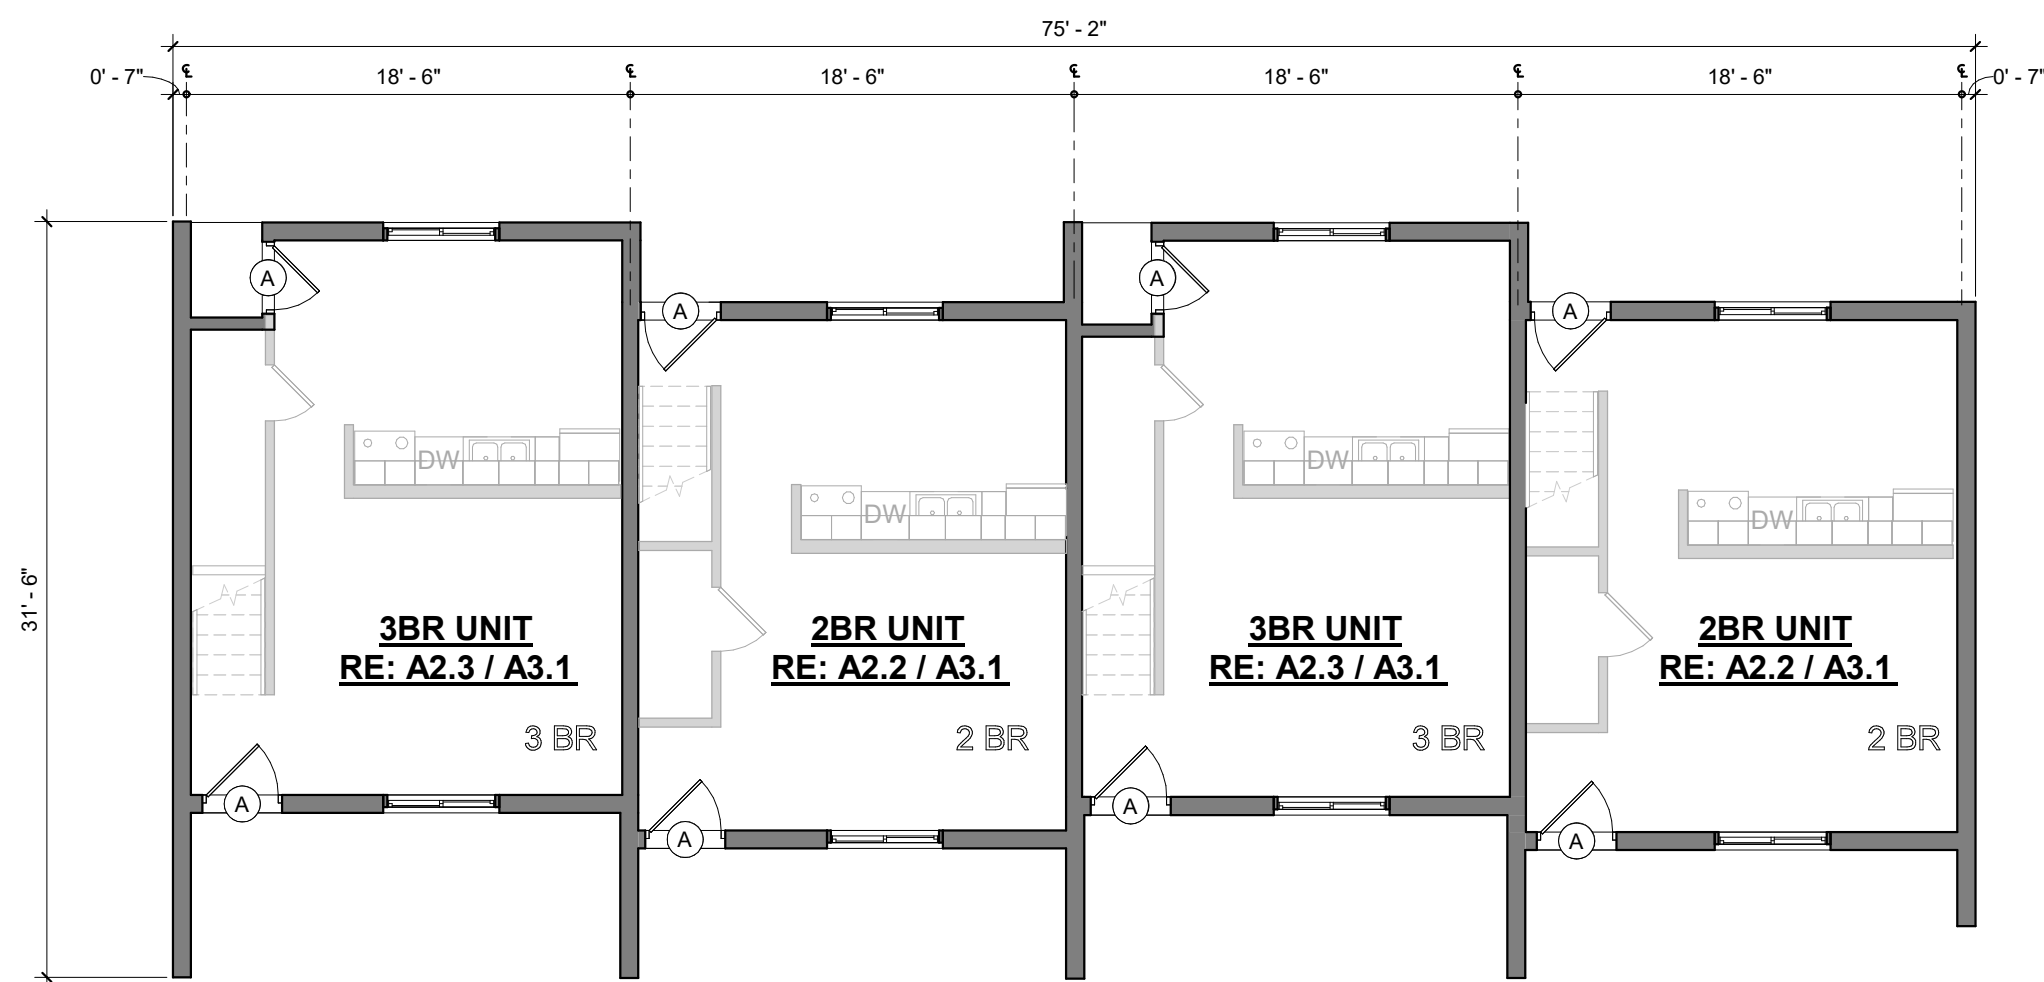 75' - 2"
0' - 7" ℄ 18' - 6" ℄ 18' - 6" ℄ 18' - 6" ℄ 18' - 6" ℄ 0' - 7"
31' - 6"
A
A
A
A
DW
DW
DW
DW
3BR UNIT
RE: A2.3 / A3.1
2BR UNIT
RE: A2.2 / A3.1
3BR UNIT
RE: A2.3 / A3.1
2BR UNIT
RE: A2.2 / A3.1
3 BR
2 BR
3 BR
2 BR
A
A
A
A